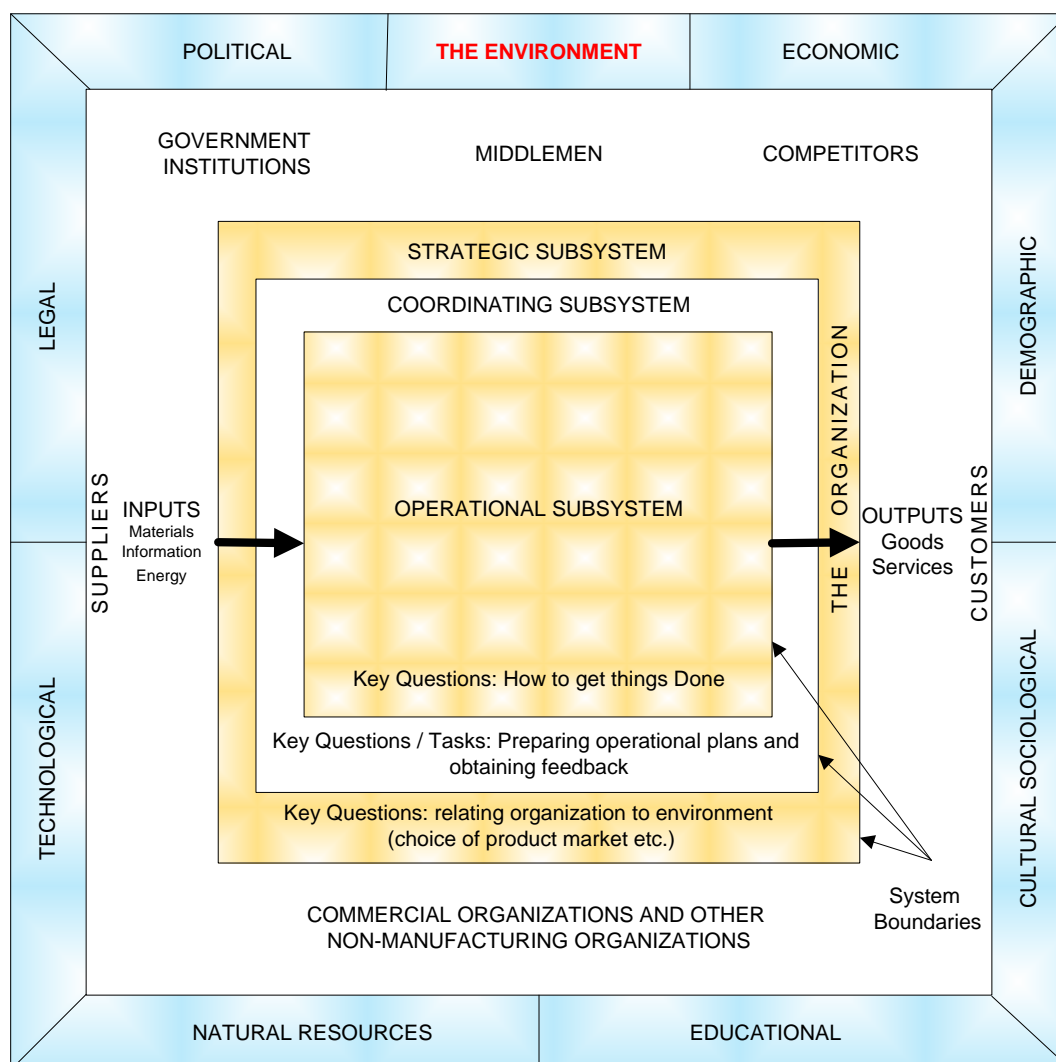 POLITICAL
THE ENVIRONMENT
ECONOMIC
GOVERNMENT
INSTITUTIONS
MIDDLEMEN
COMPETITORS
LEGAL
DEMOGRAPHIC
STRATEGIC SUBSYSTEM
COORDINATING SUBSYSTEM
THE ORGANIZATION
OPERATIONAL SUBSYSTEM
SUPPLIERS
INPUTS
Materials
Information
Energy
OUTPUTS
Goods
Services
CUSTOMERS
Key Questions: How to get things Done
Key Questions / Tasks: Preparing operational plans and
obtaining feedback
Key Questions: relating organization to environment
(choice of product market etc.)
TECHNOLOGICAL
CULTURAL SOCIOLOGICAL
System
Boundaries
COMMERCIAL ORGANIZATIONS AND OTHER
NON-MANUFACTURING ORGANIZATIONS
NATURAL RESOURCES
EDUCATIONAL